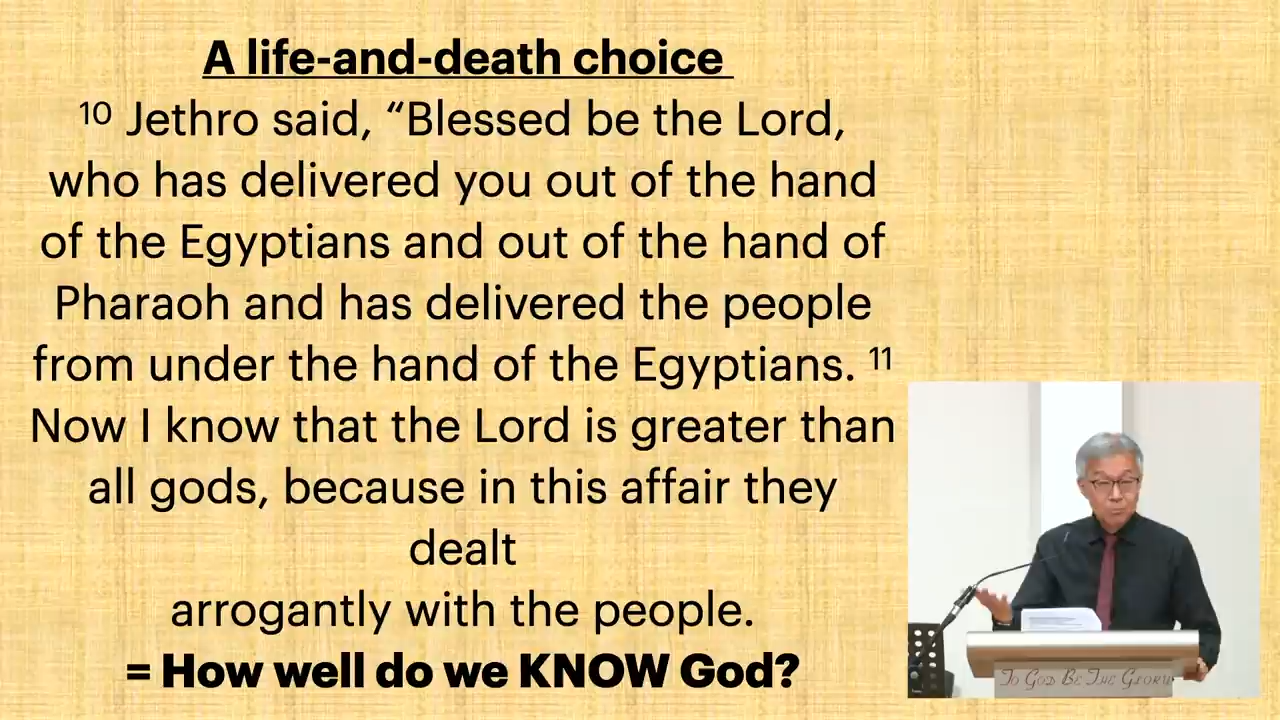 A life-and-death choice
¹⁰ Jethro said, “Blessed be the Lord,
who has delivered you out of the hand
of the Egyptians and out of the hand of
Pharaoh and has delivered the people
from under the hand of the Egyptians. ¹¹
Now I know that the Lord is greater than
all gods, because in this affair they
dealt
arrogantly with the people.
= How well do we KNOW God?
To God Be The Glory